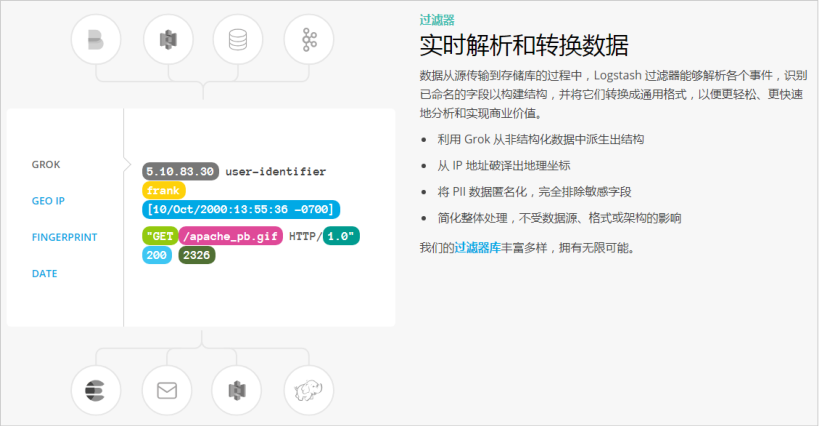 过滤器
实时解析和转换数据
数据从源传输到存储库的过程中，Logstash 过滤器能够解析各个事件，识别
已命名的字段以构建结构，并将它们转换成通用格式，以便更轻松、更快速
地分析和实现商业价值。
• 利用 Grok 从非结构化数据中派生出结构
• 从 IP 地址破译出地理坐标
• 将 PII 数据匿名化，完全排除敏感字段
• 简化整体处理，不受数据源、格式或架构的影响
我们的过滤器库丰富多样，拥有无限可能。
GROK
GEO IP
FINGERPRINT
DATE
5.10.83.30 user-identifier
frank
[10/Oct/2000:13:55:36 -0700]
"GET /apache_pb.gif HTTP/1.0"
200 2326